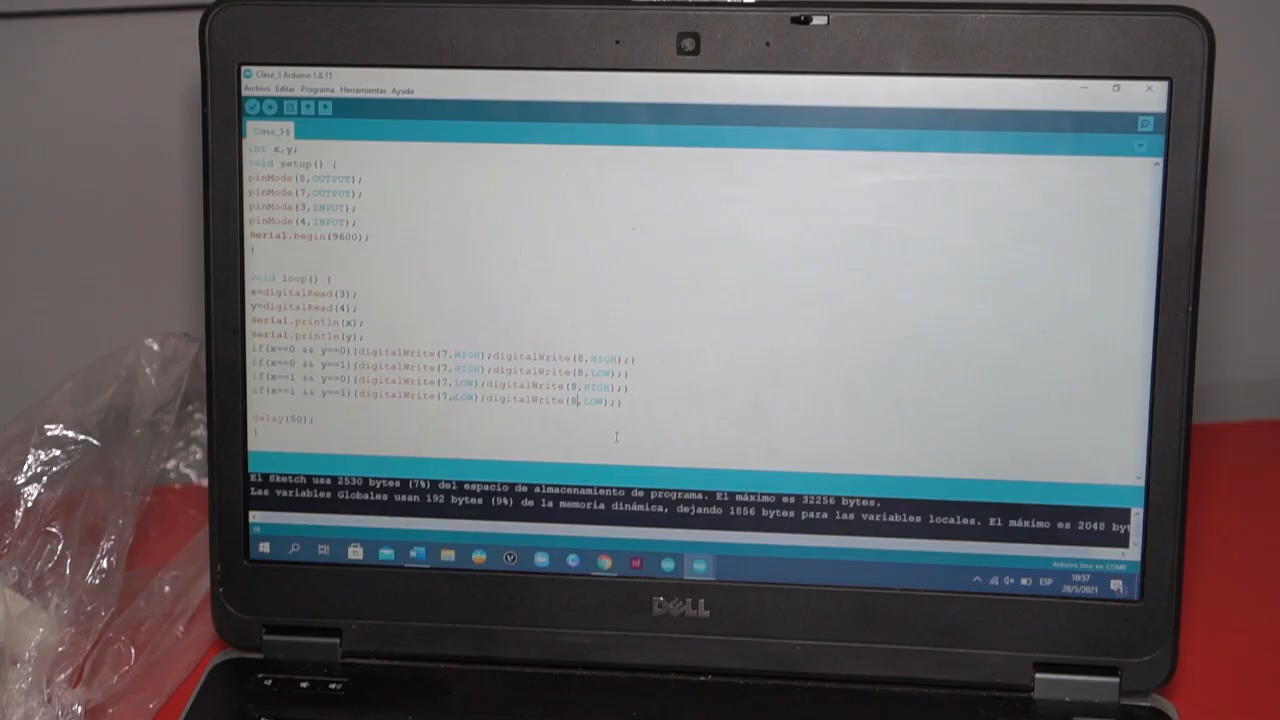 Clase_3 Arduino 1.8.15
Archivo Editar Programa Herramientas Ayuda
Clase_3 §
int x,y;
void setup() {
pinMode(8,OUTPUT);
pinMode(7,OUTPUT);
pinMode(3,INPUT);
pinMode(4,INPUT);
Serial.begin(9600);
}
void loop() {
x=digitalRead(3);
y=digitalRead(4);
Serial.println(x);
Serial.println(y);
if(x==0 && y==0){digitalWrite(7,HIGH);digitalWrite(8,HIGH);}
if(x==0 && y==1){digitalWrite(7,HIGH);digitalWrite(8,LOW);}
if(x==1 && y==0){digitalWrite(7,LOW);digitalWrite(8,HIGH);}
if(x==1 && y==1){digitalWrite(7,LOW);digitalWrite(8,LOW);}
delay(50);
}
El Sketch usa 2530 bytes (7%) del espacio de almacenamiento de programa. El máximo es 32256 bytes.
Las variables Globales usan 192 bytes (9%) de la memoria dinámica, dejando 1856 bytes para las variables locales. El máximo es 2048 byt
Arduino Uno en COM8
ESP
10:57
28/5/2021
DELL